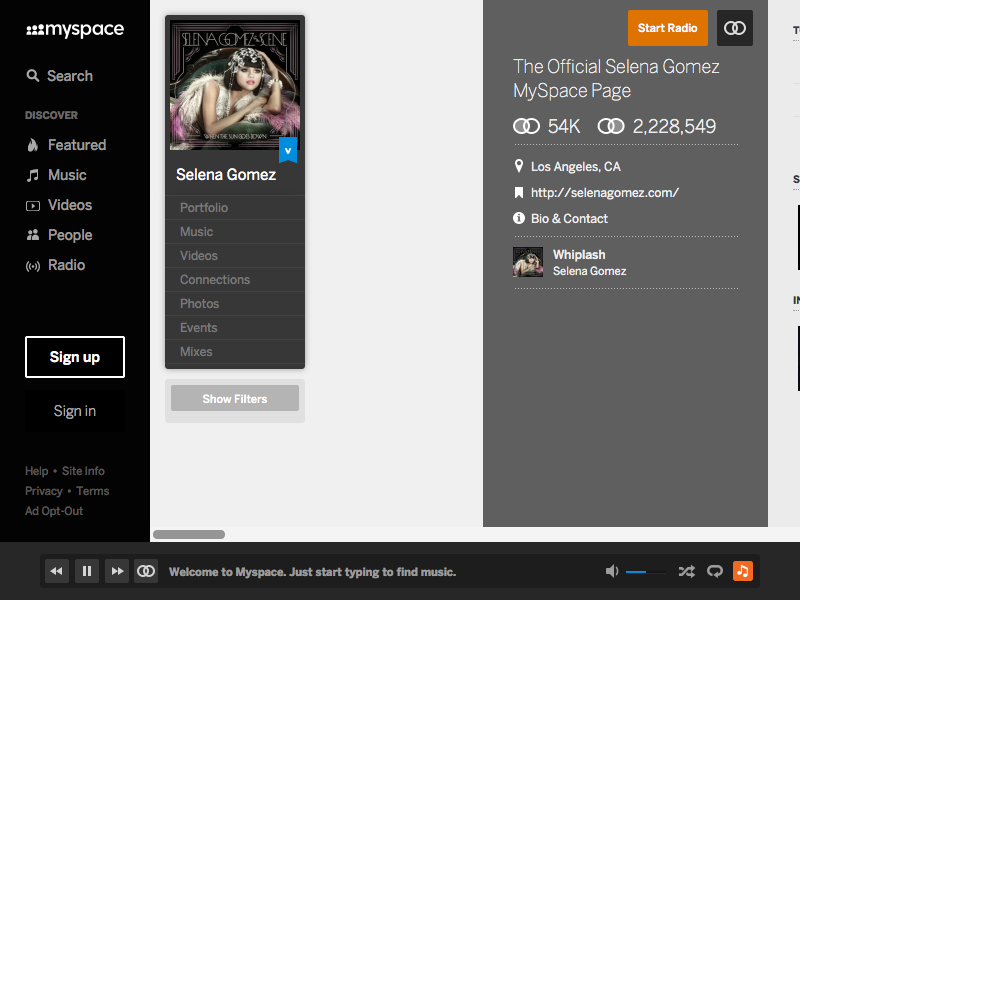 myspace
Search
DISCOVER
Featured
Music
Videos
People
Radio
Sign up
Sign in
Help • Site Info
Privacy • Terms
Ad Opt-Out
SELENA GOMEZ & THE SCENE
WHEN THE SUN GOES DOWN
v
Selena Gomez
Portfolio
Music
Videos
Connections
Photos
Events
Mixes
Show Filters
Start Radio
The Official Selena Gomez
MySpace Page
54K 2,228,549
Los Angeles, CA
http://selenagomez.com/
Bio & Contact
Whiplash
Selena Gomez
Welcome to Myspace. Just start typing to find music.